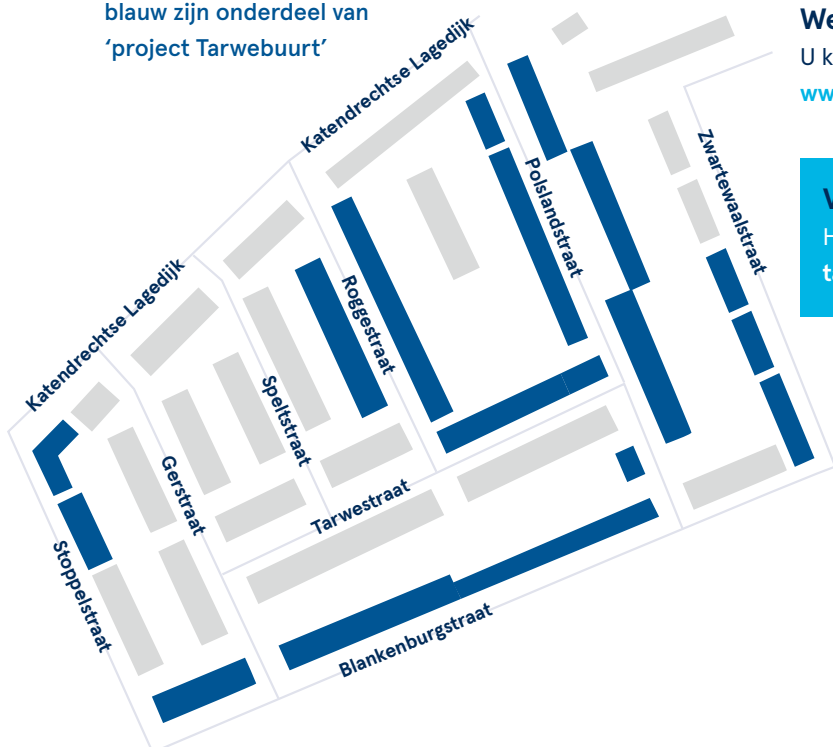 blauw zijn onderdeel van
‘project Tarwebuurt’
We
U k
ww
Katendrechtse Lagedijk
Polslandstraat
Zwartewaalstraat
V
H
t
Katendrechtse Lagedijk
Roggestraat
Speltstraat
Gerstraat
Tarwestraat
Stoppelstraat
Blankenburgstraat